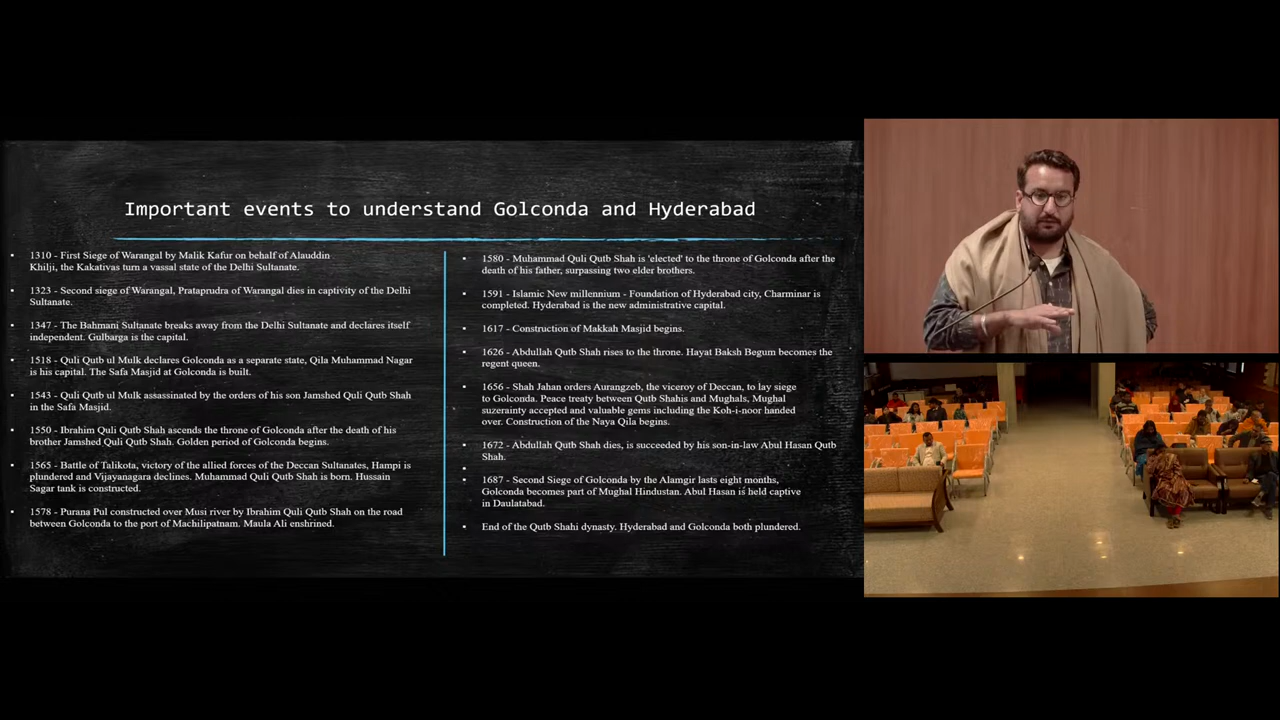 Important events to understand Golconda and Hyderabad
1310 - First Siege of Warangal by Malik Kafur on behalf of Alauddin
Khilji, the Kakativas turn a vassal state of the Delhi Sultanate.
1323 - Second siege of Warangal, Prataprudra of Warangal dies in captivity of the Delhi
Sultanate.
1347 - The Bahmani Sultanate breaks away from the Delhi Sultanate and declares itself
independent. Gulbarga is the capital.
1518 - Quli Qutb ul Mulk declares Golconda as a separate state, Qila Muhammad Nagar
is his capital. The Safa Masjid at Golconda is built.
1543 - Quli Qutb ul Mulk assassinated by the orders of his son Jamshed Quli Qutb Shah
in the Safa Masjid.
1550 - Ibrahim Quli Qutb Shah ascends the throne of Golconda after the death of his
brother Jamshed Quli Qutb Shah. Golden period of Golconda begins.
1565 - Battle of Talikota, victory of the allied forces of the Deccan Sultanates, Hampi is
plundered and Vijayanagara declines. Muhammad Quli Qutb Shah is born. Hussain
Sagar tank is constructed.
1578 - Purana Pul constructed over Musi river by Ibrahim Quli Qutb Shah on the road
between Golconda to the port of Machilipatnam. Maula Ali enshrined.
1580 - Muhammad Quli Qutb Shah is 'elected' to the throne of Golconda after the
death of his father, surpassing two elder brothers.
1591 - Islamic New millennium - Foundation of Hyderabad city, Charminar is
completed. Hyderabad is the new administrative capital.
1617 - Construction of Makkah Masjid begins.
1626 - Abdullah Qutb Shah rises to the throne. Hayat Baksh Begum becomes the
regent queen.
1656 - Shah Jahan orders Aurangzeb, the viceroy of Deccan, to lay siege
to Golconda. Peace treaty between Qutb Shahis and Mughals, Mughal
suzerainty accepted and valuable gems including the Koh-i-noor handed
over. Construction of the Naya Qila begins.
1672 - Abdullah Qutb Shah dies, is succeeded by his son-in-law Abul Hasan Qutb
Shah.
1687 - Second Siege of Golconda by the Alamgir lasts eight months,
Golconda becomes part of Mughal Hindustan. Abul Hasan is held captive
in Daulatabad.
End of the Qutb Shahi dynasty. Hyderabad and Golconda both plundered.